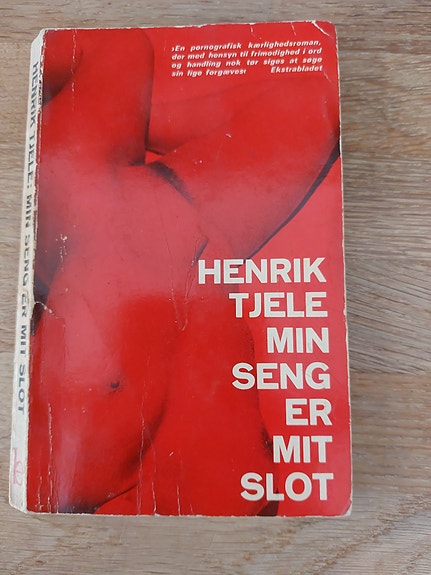 ›En pornografisk kærlighedsroman,
der med hensyn til frimodighed i ord
og handling nok tør siges at søge
sin lige forgæves‹ Ekstrabladet
HENRIK
TJELE
MIN
SENG
ER
MIT
SLOT
HENRIK TJELE: MIN SENG ER MIT SLOT